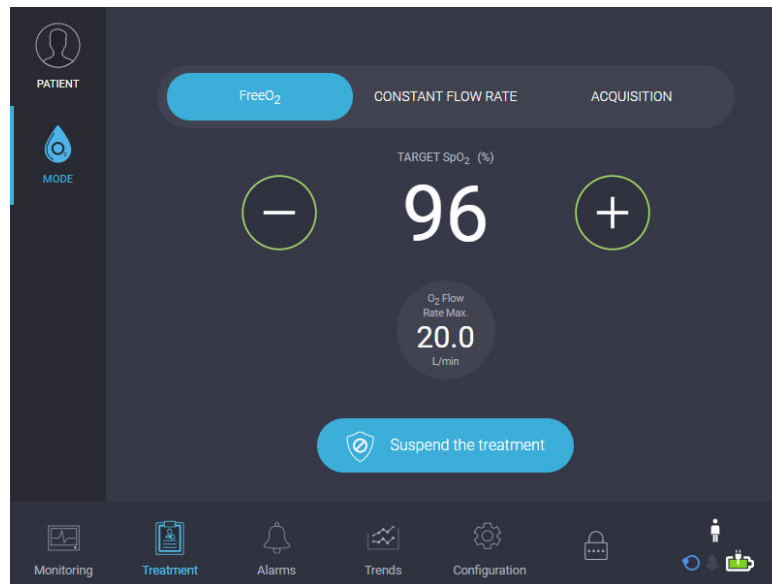 PATIENT
FreeO₂
CONSTANT FLOW RATE
ACQUISITION
O₂
MODE
TARGET SpO₂ (%)
96
O₂ Flow
Rate Max.
20.0
L/min
Suspend the treatment
Monitoring
Treatment
Alarms
Trends
Configuration